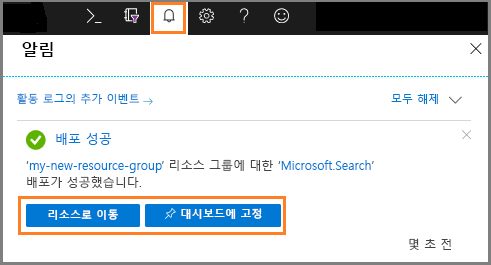 알림
활동 로그의 추가 이벤트 →
모두 해제
배포 성공
'my-new-resource-group' 리소스 그룹에 대한 'Microsoft.Search'
배포가 성공했습니다.
리소스로 이동
대시보드에 고정
몇 초 전